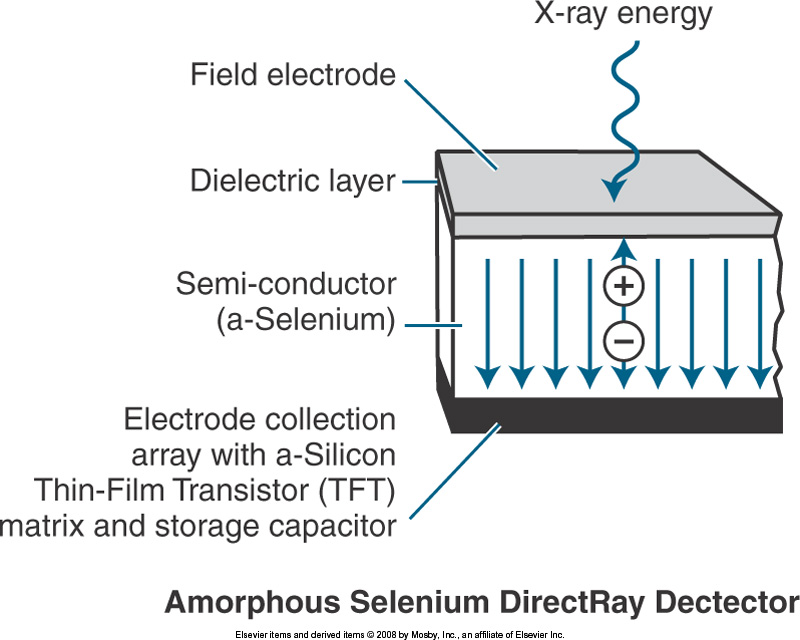 X-ray energy
Field electrode
Dielectric layer
Semi-conductor
(a-Selenium)
+
−
Electrode collection
array with a-Silicon
Thin-Film Transistor (TFT)
matrix and storage capacitor
Amorphous Selenium DirectRay Dectector
Elsevier items and derived items © 2008 by Mosby, Inc., an affiliate of Elsevier Inc.